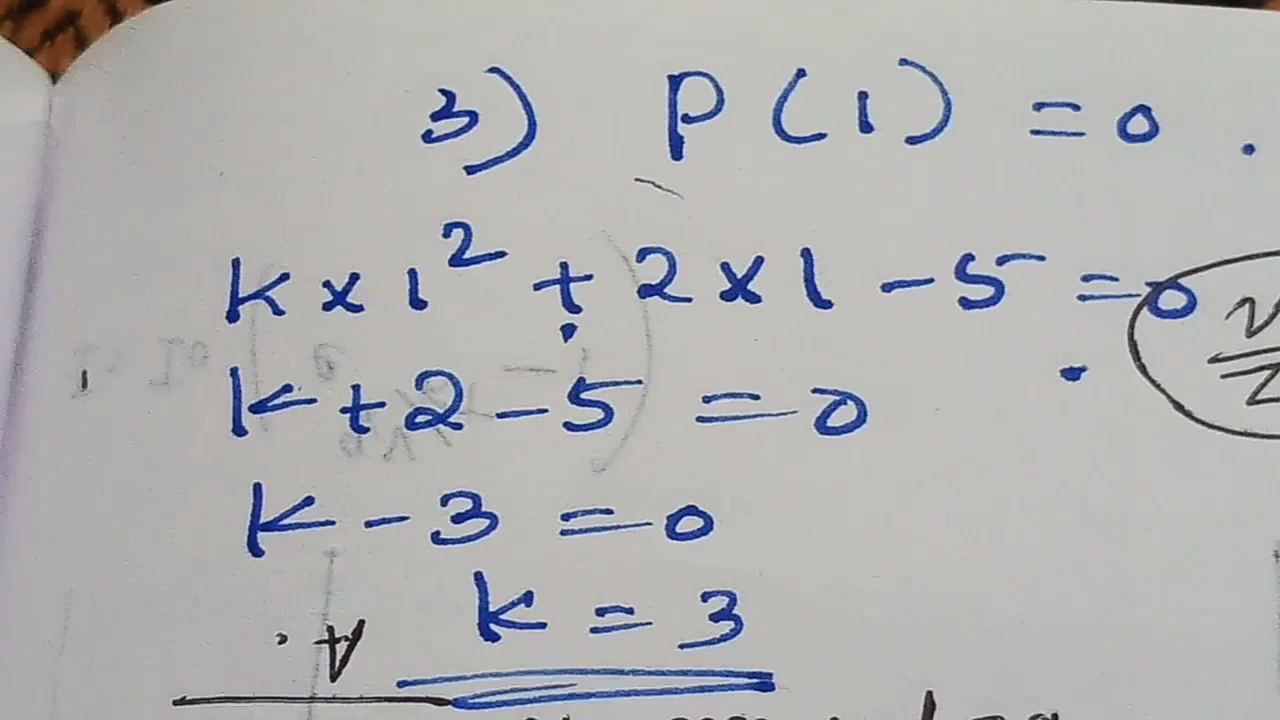 3) P(1) = 0 .
k × 1² + 2 × 1 - 5 = 0
k + 2 - 5 = 0
k - 3 = 0
k = 3